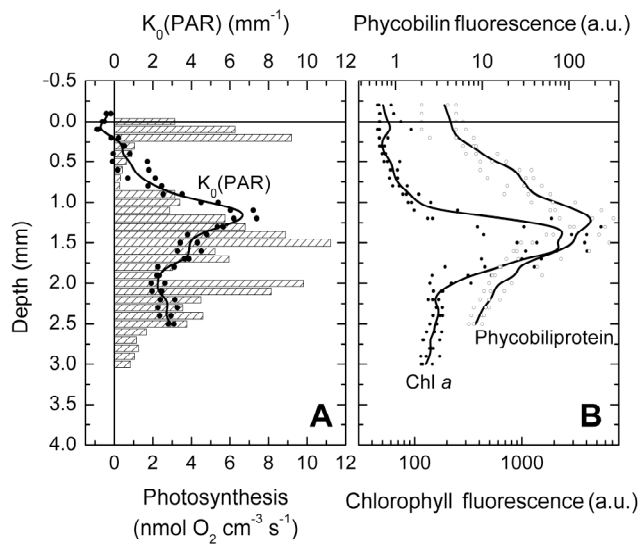 K₀(PAR) (mm⁻¹)
Phycobilin fluorescence (a.u.)
0 2 4 6 8 10 12
1 10 100
-0.5
0.0
0.5
1.0
1.5
2.0
2.5
3.0
3.5
4.0
Depth (mm)
K₀(PAR)
Phycobiliprotein
Chl a
A
B
0 2 4 6 8 10 12
100 1000
Photosynthesis
(nmol O₂ cm⁻³ s⁻¹)
Chlorophyll fluorescence (a.u.)